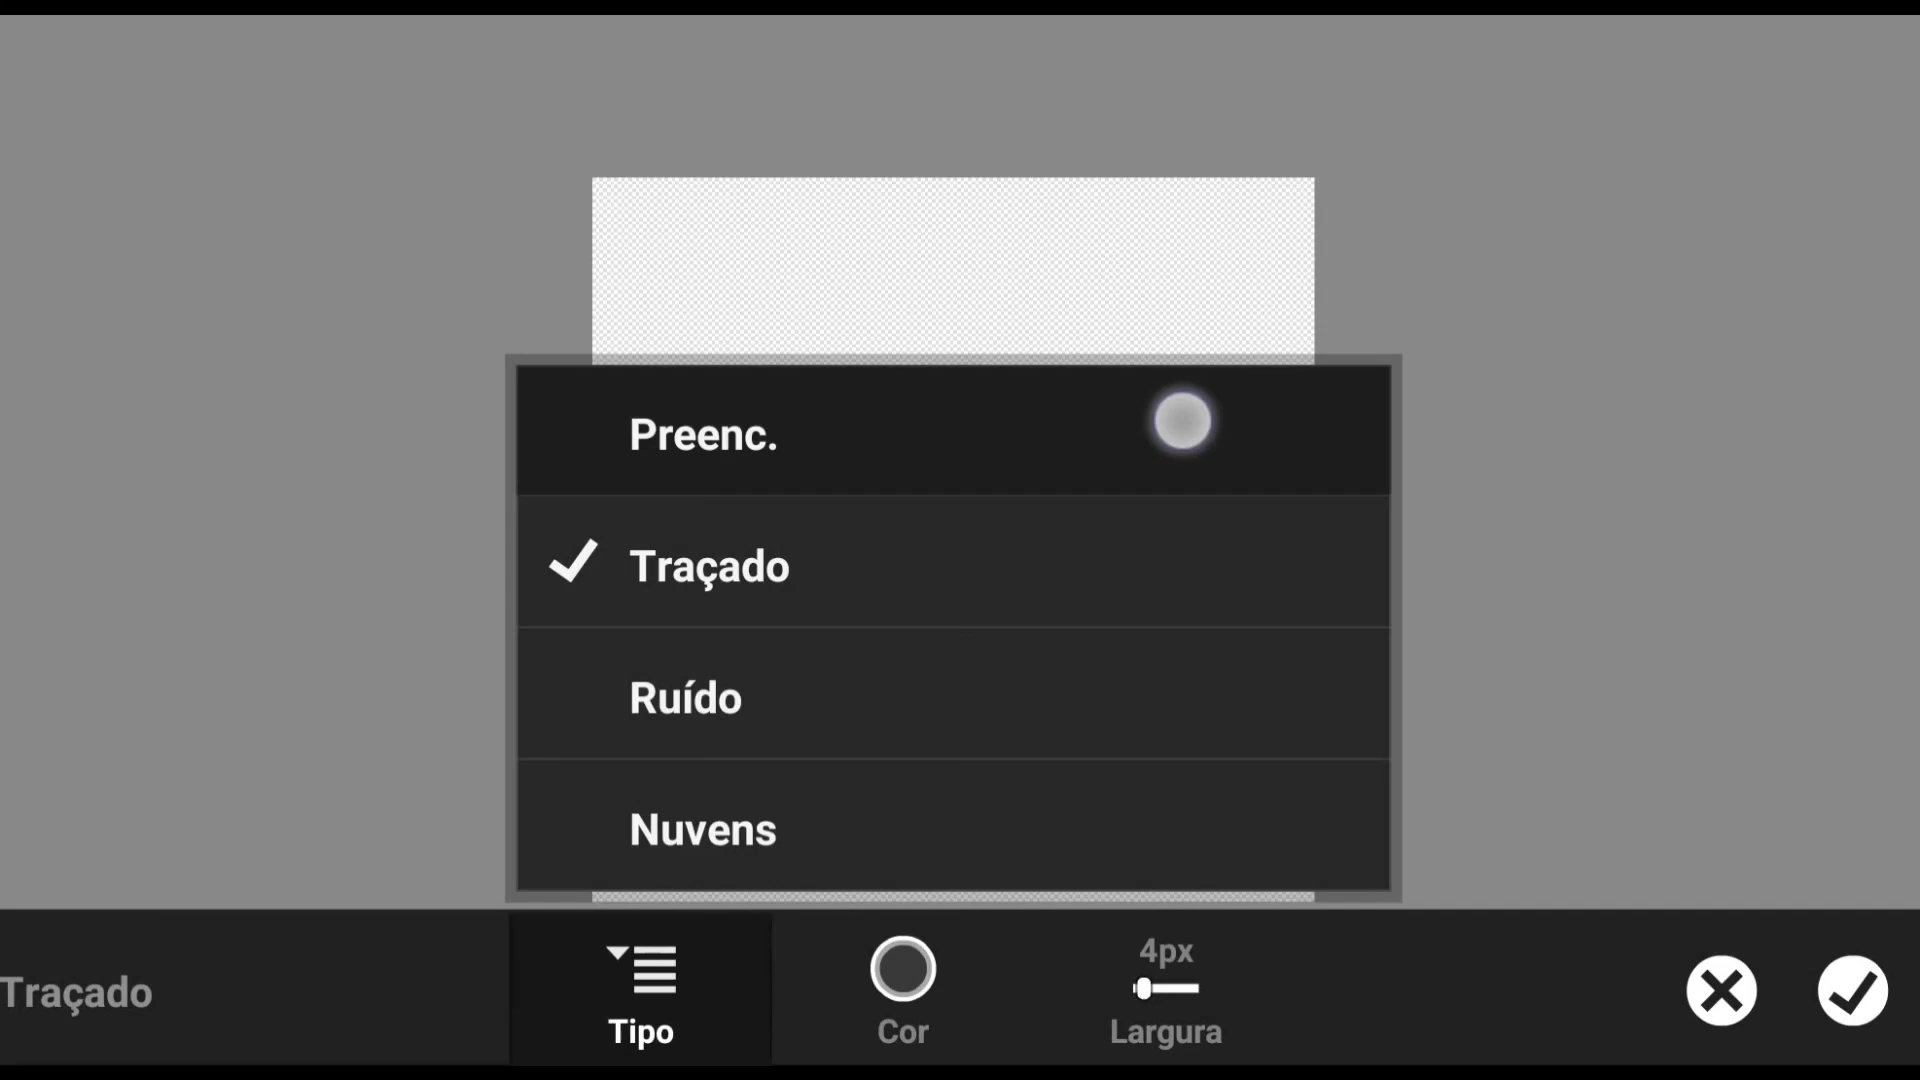 Preenc.
Traçado
Ruído
Nuvens
Traçado
Tipo
Cor
4px
Largura